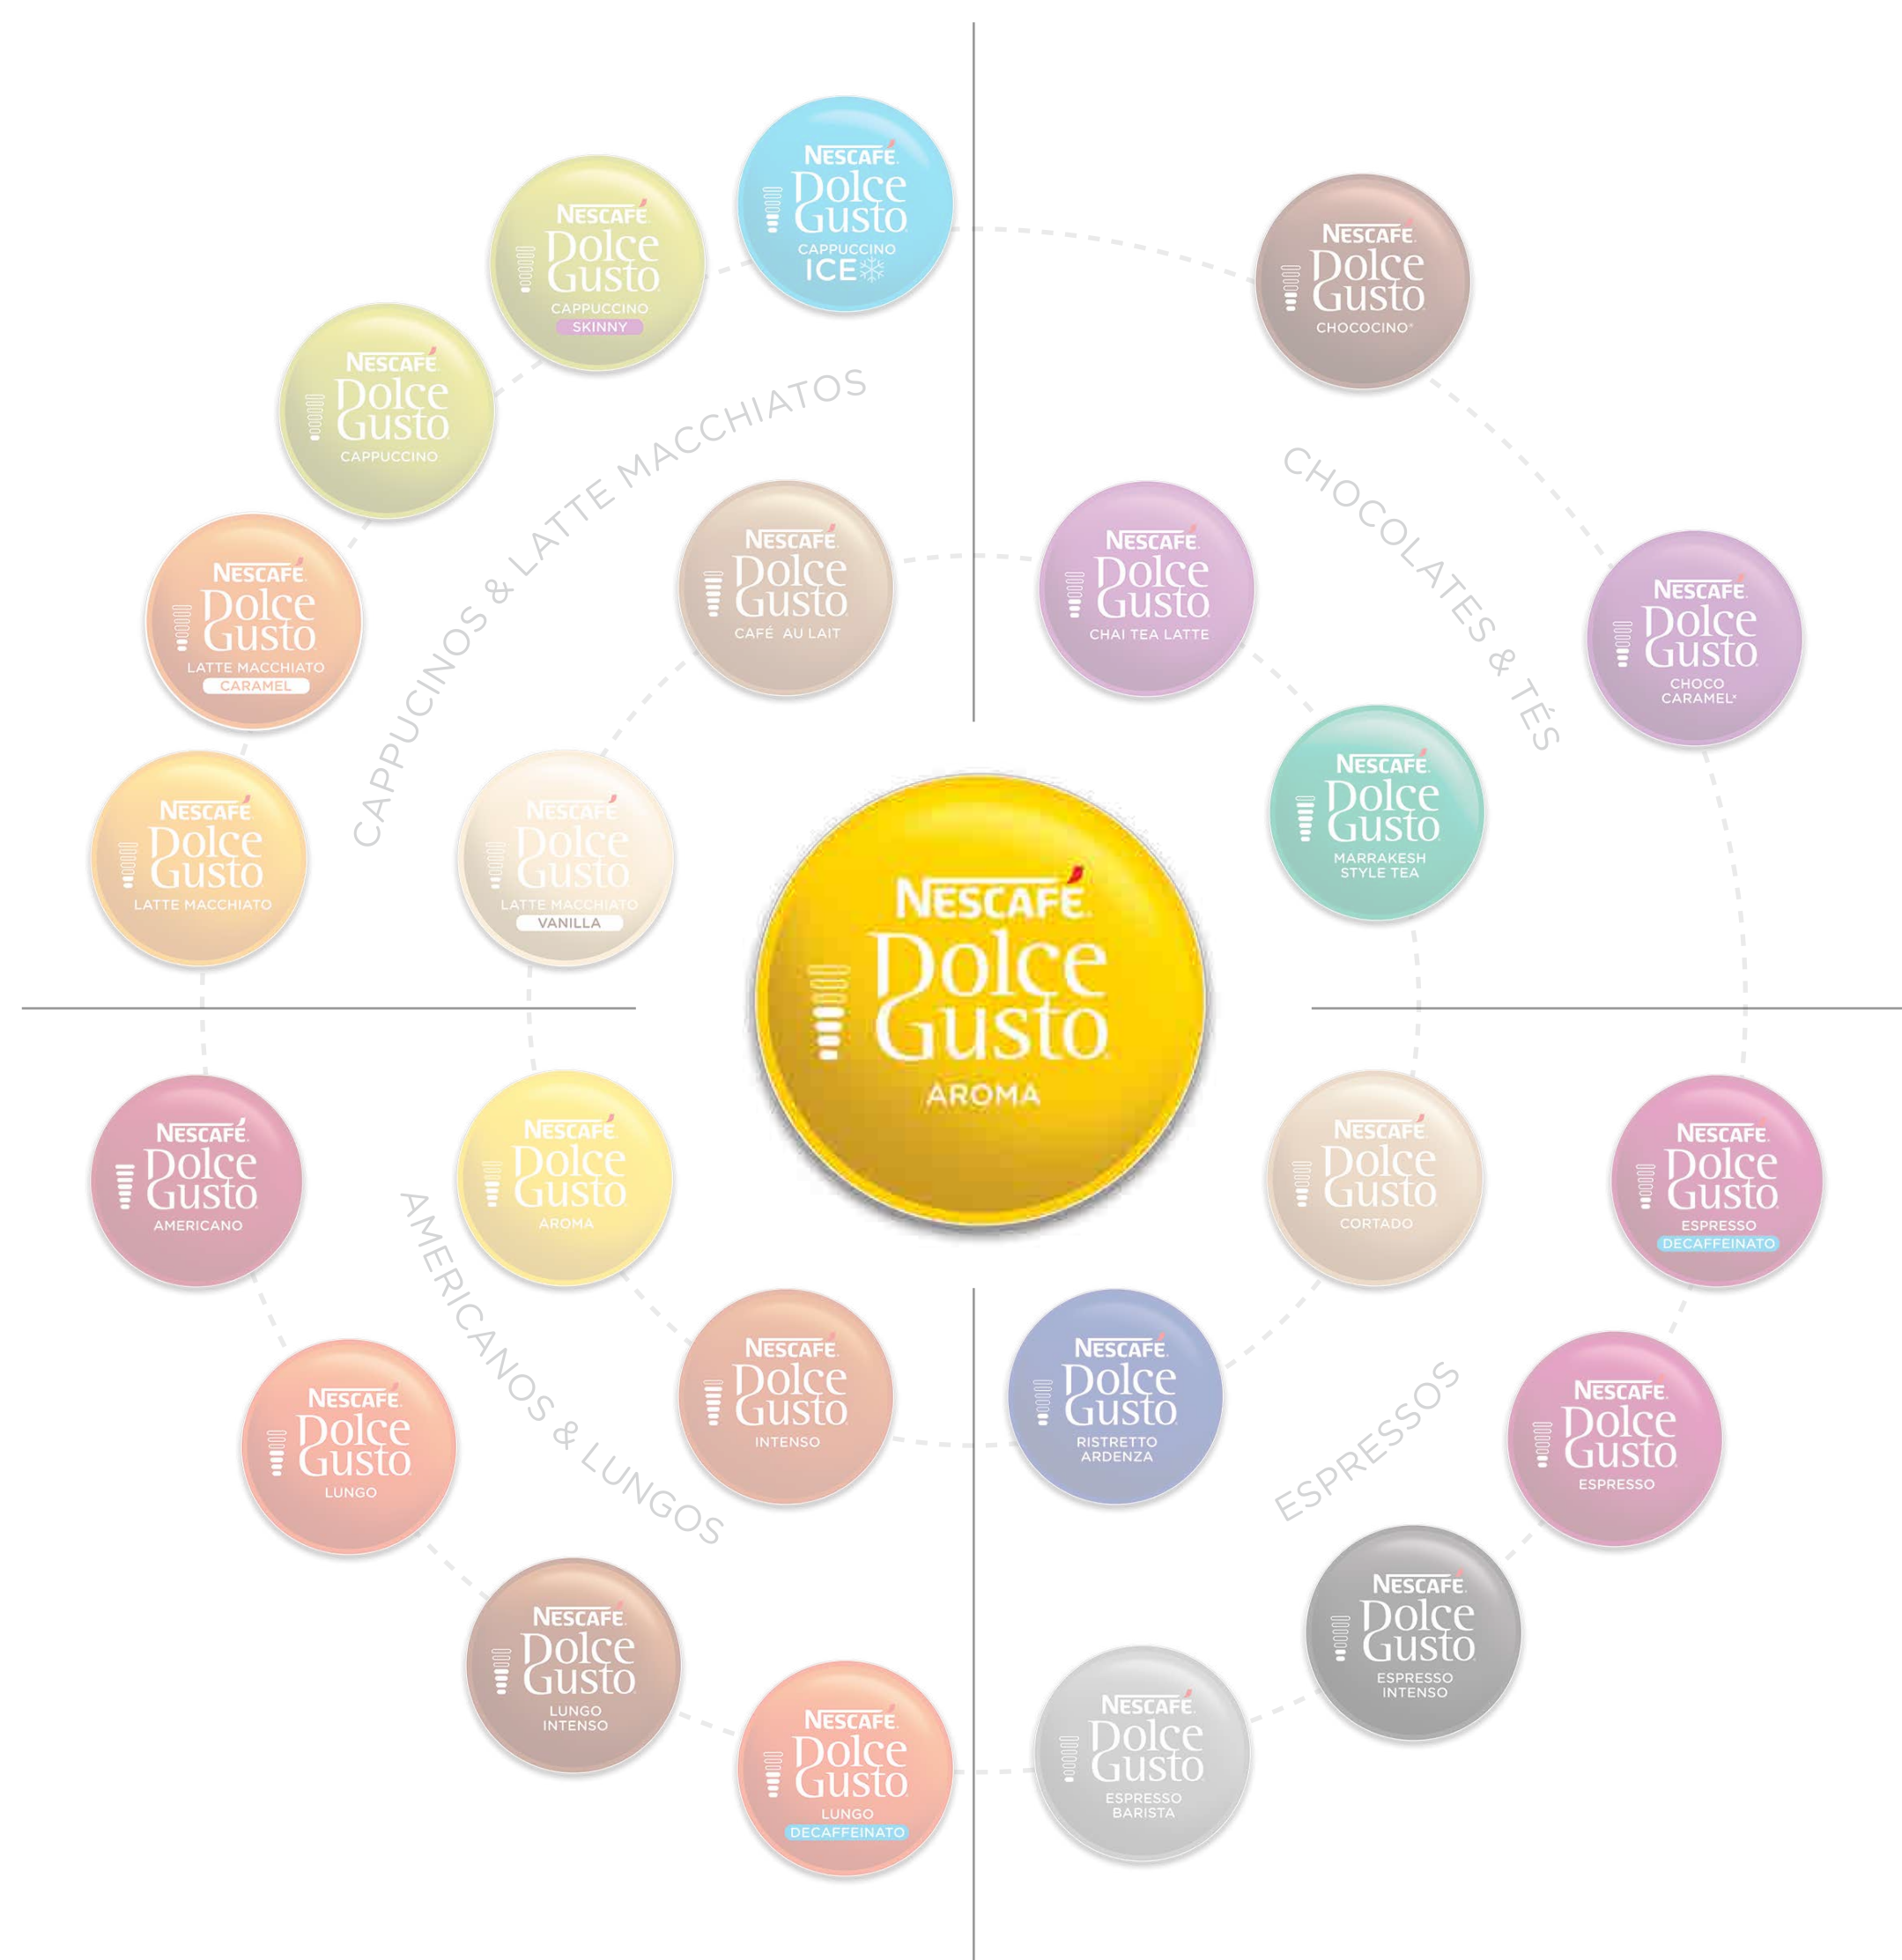 NESCAFÉ
Dolce
Gusto
CAPPUCCINO
ICE
NESCAFÉ
Dolce
Gusto
CAPPUCCINO
SKINNY
NESCAFÉ
Dolce
Gusto
CAPPUCCINO
NESCAFÉ
Dolce
Gusto
LATTE MACCHIATO
CARAMEL
NESCAFÉ
Dolce
Gusto
LATTE MACCHIATO
CAPPUCINOS & LATTE MACCHIATOS
NESCAFÉ
Dolce
Gusto
CAFÉ AU LAIT
NESCAFÉ
Dolce
Gusto
LATTE MACCHIATO
VANILLA
NESCAFÉ
Dolce
Gusto
CHOCOCINO
NESCAFÉ
Dolce
Gusto
CHOCO
CARAMEL
CHOCOLATES & TÉS
NESCAFÉ
Dolce
Gusto
CHAI TEA LATTE
NESCAFÉ
Dolce
Gusto
MARRAKESH
STYLE TEA
NESCAFÉ
Dolce
Gusto
AROMA
NESCAFÉ
Dolce
Gusto
AMERICANO
NESCAFÉ
Dolce
Gusto
AROMA
AMERICANOS & LUNGOS
NESCAFÉ
Dolce
Gusto
INTENSO
NESCAFÉ
Dolce
Gusto
LUNGO
NESCAFÉ
Dolce
Gusto
LUNGO
INTENSO
NESCAFÉ
Dolce
Gusto
LUNGO
DECAFFEINATO
NESCAFÉ
Dolce
Gusto
CORTADO
NESCAFÉ
Dolce
Gusto
ESPRESSO
DECAFFEINATO
NESCAFÉ
Dolce
Gusto
RISTRETTO
ARDENZA
ESPRESSOS
NESCAFÉ
Dolce
Gusto
ESPRESSO
NESCAFÉ
Dolce
Gusto
ESPRESSO
INTENSO
NESCAFÉ
Dolce
Gusto
ESPRESSO
BARISTA